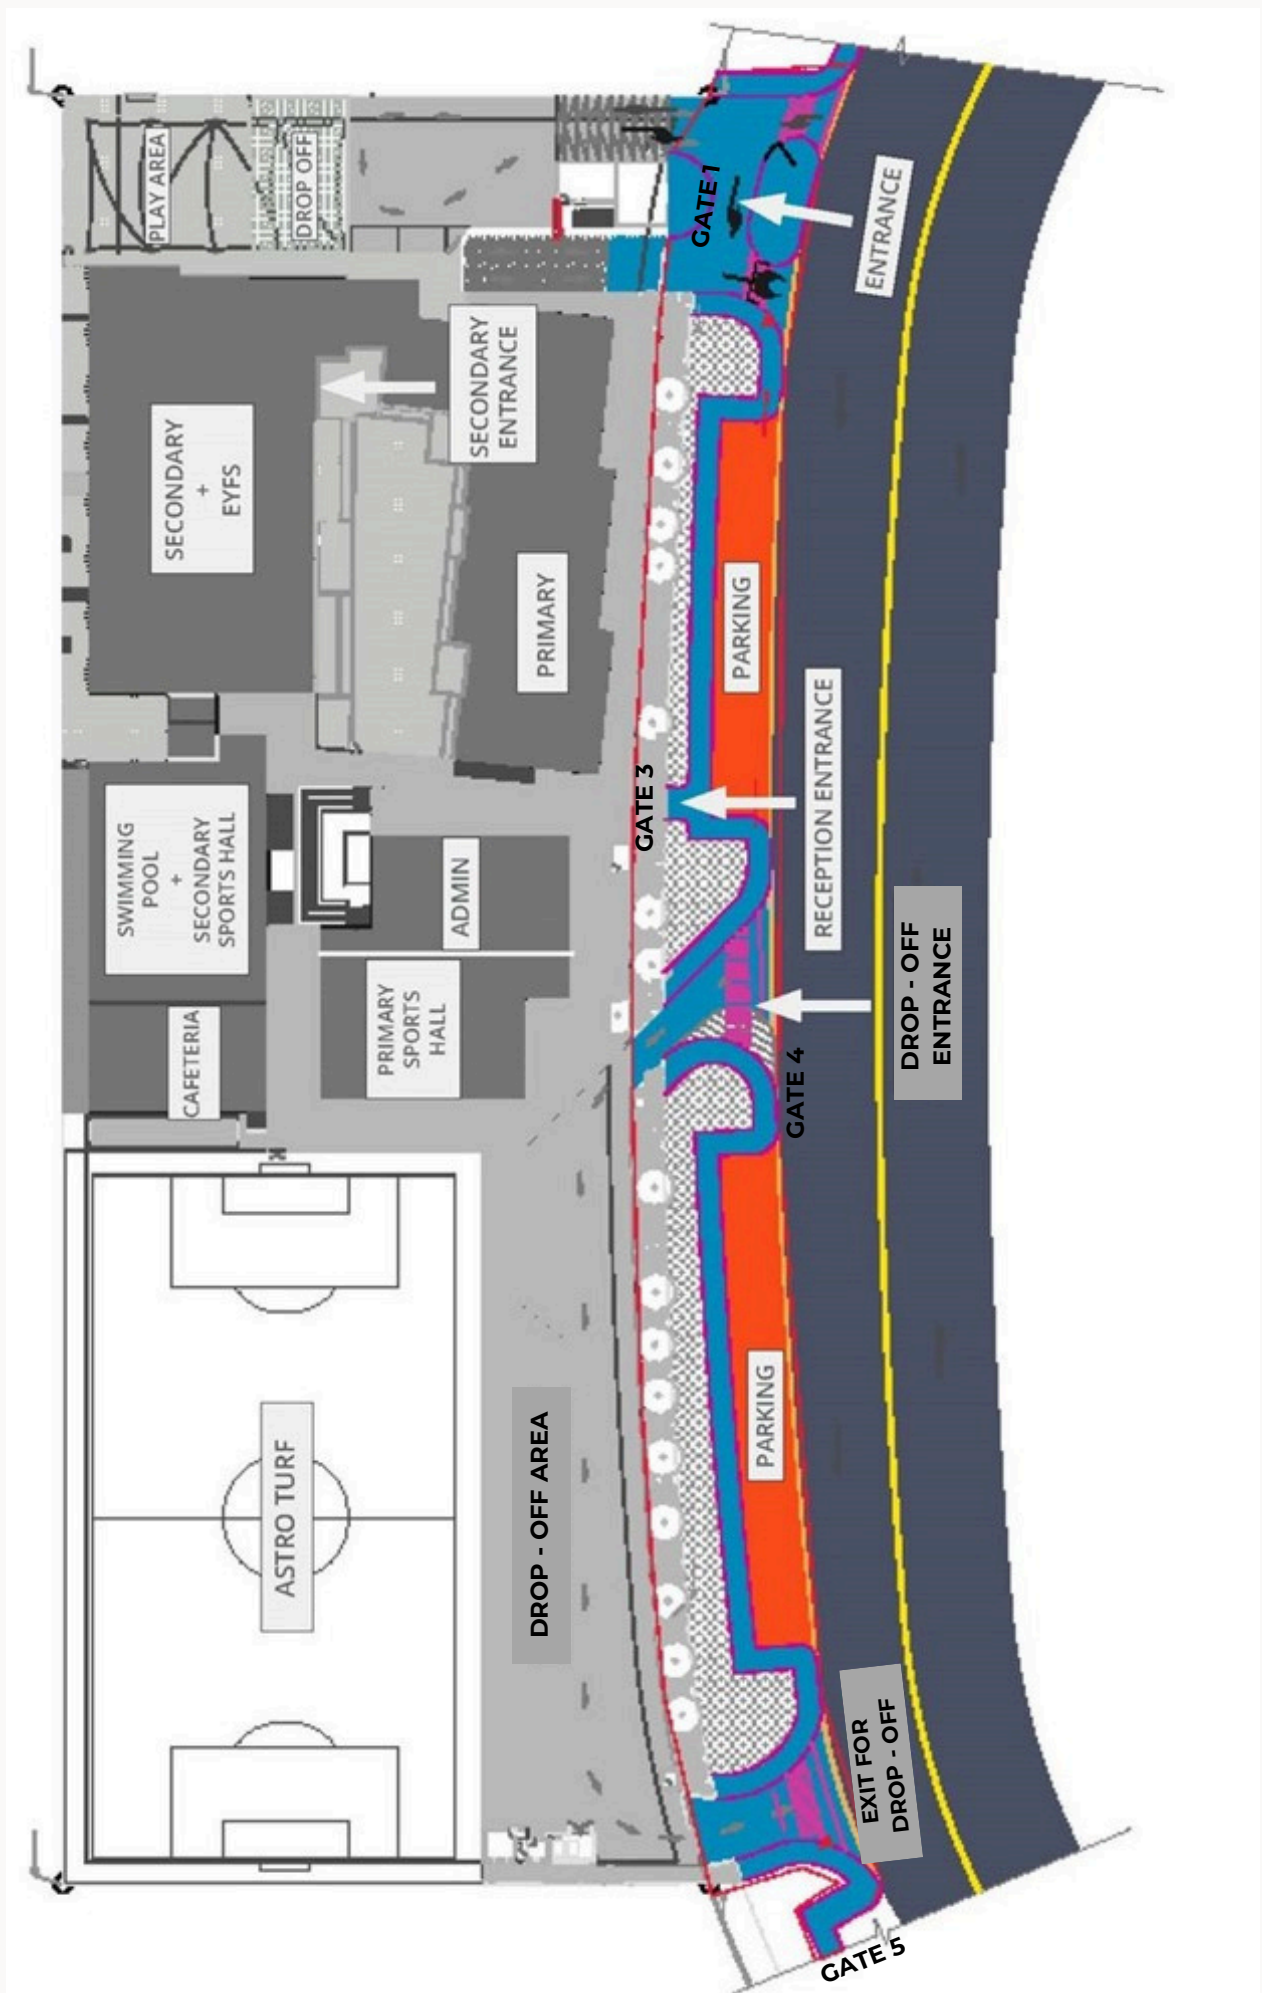 PLAY AREA
DROP OFF
GATE 1
ENTRANCE
SECONDARY
+
EYFS
SECONDARY
ENTRANCE
PRIMARY
PARKING
GATE 3
RECEPTION ENTRANCE
SWIMMING
POOL
+
SECONDARY
SPORTS HALL
ADMIN
CAFETERIA
PRIMARY
SPORTS
HALL
DROP - OFF
ENTRANCE
GATE 4
ASTRO TURF
DROP - OFF AREA
PARKING
EXIT FOR
DROP - OFF
GATE 5